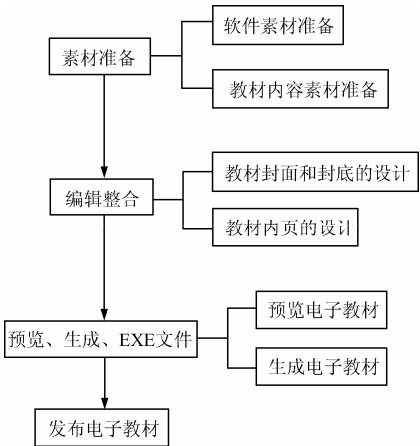 软件素材准备
素材准备
教材内容素材准备
教材封面和封底的设计
编辑整合
教材内页的设计
预览电子教材
预览、生成、EXE文件
生成电子教材
发布电子教材